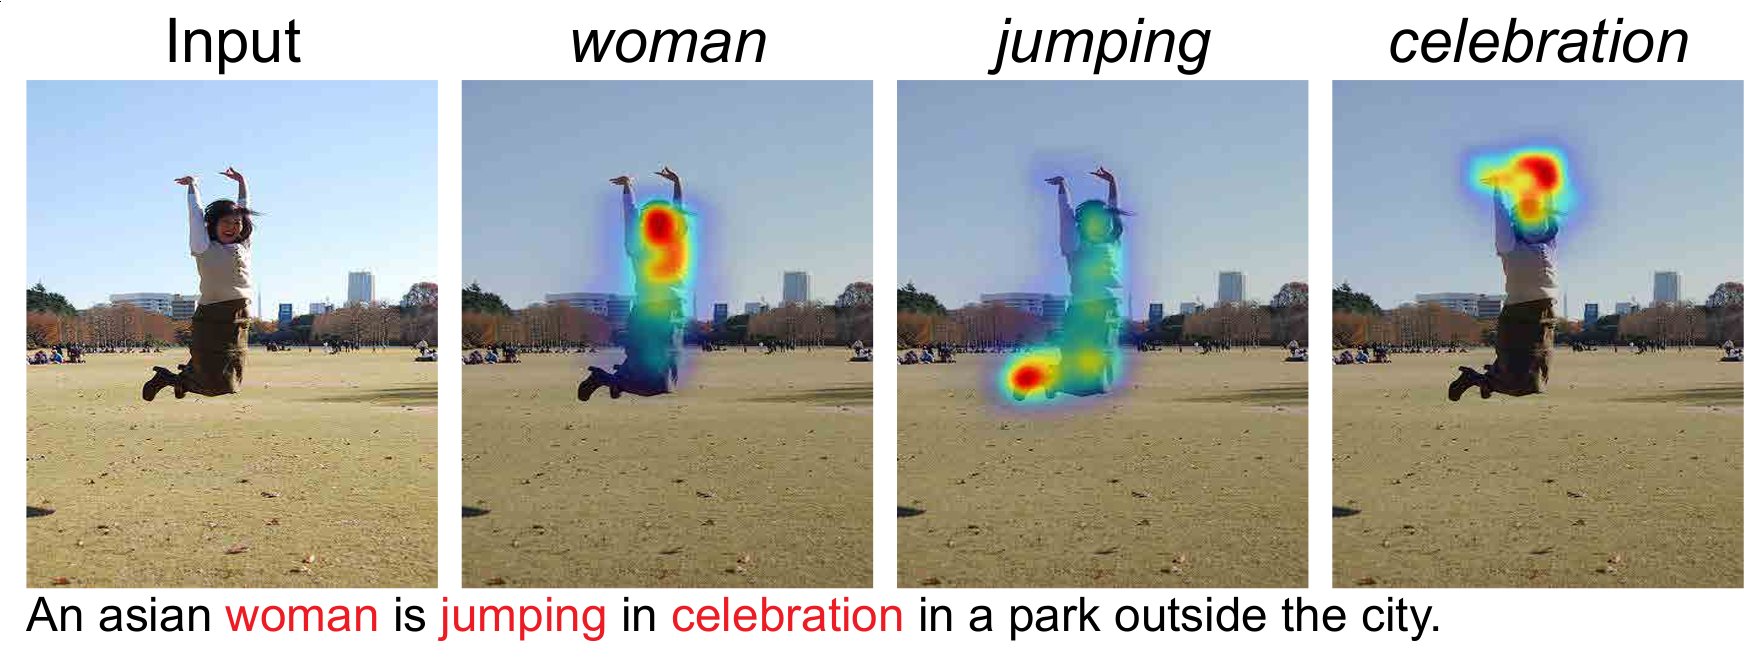 Input woman jumping celebration
An asian woman is jumping in celebration in a park outside the city.